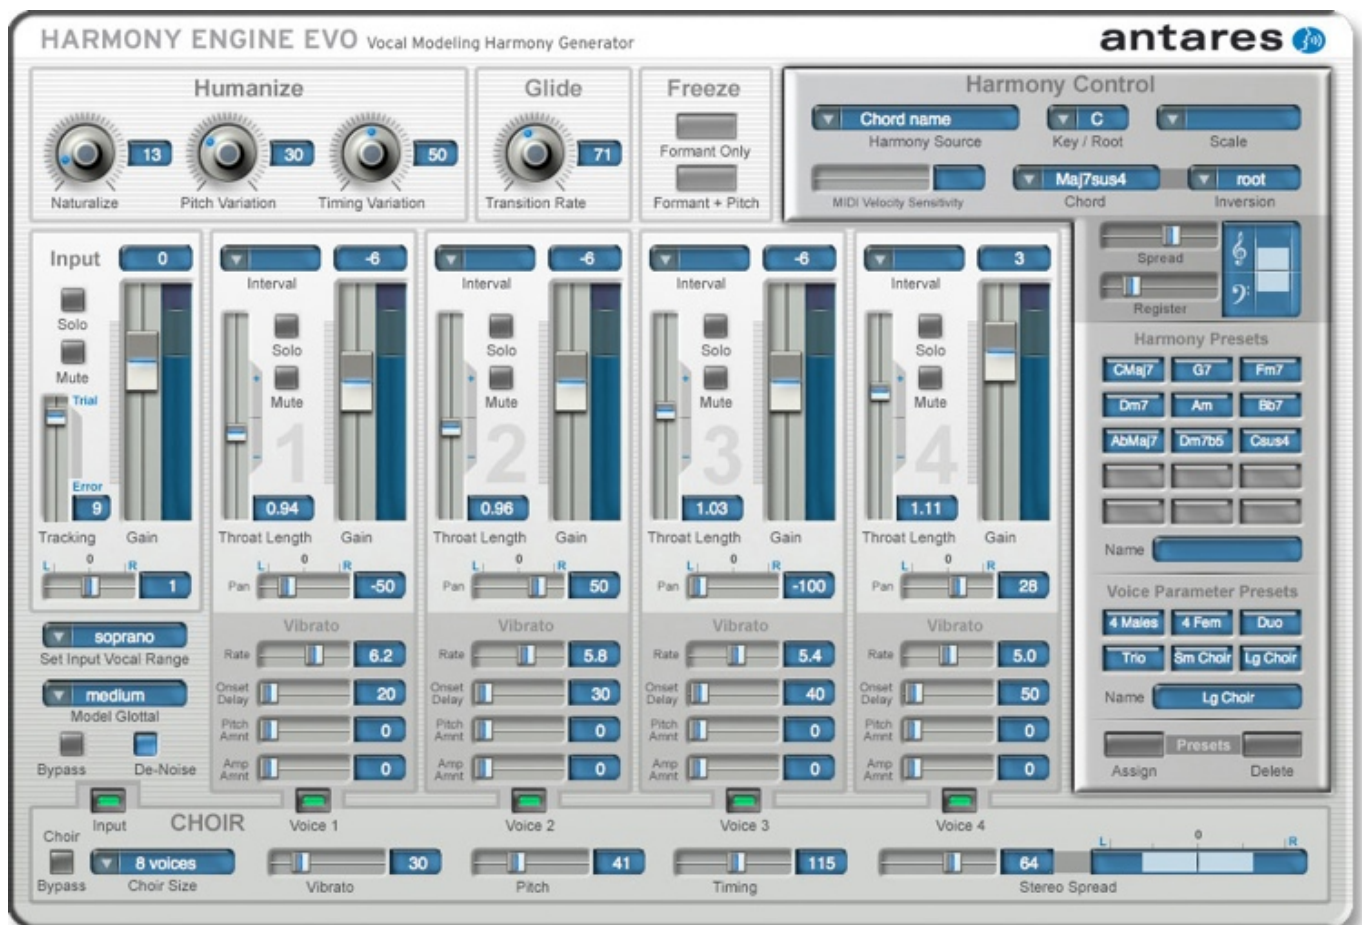 HARMONY ENGINE EVO Vocal Modeling Harmony Generator
antares
Humanize
Glide
Freeze
Harmony Control
13
30
50
71
Naturalize
Pitch Variation
Timing Variation
Transition Rate
Formant Only
Formant + Pitch
Chord name
C
Harmony Source
Key / Root
Scale
Maj7sus4
root
MIDI Velocity Sensitivity
Chord
Inversion
Input
0
Solo
Mute
Trial
Error
9
Tracking
Gain
L 0 R
1
-6
Interval
Solo
Mute
+
1
-
0.94
Throat Length
Gain
L 0 R
Pan
-50
-6
Interval
Solo
Mute
+
2
-
0.96
Throat Length
Gain
L 0 R
Pan
50
-6
Interval
Solo
Mute
+
3
-
1.03
Throat Length
Gain
L 0 R
Pan
-100
3
Interval
Solo
Mute
+
4
-
1.11
Throat Length
Gain
L 0 R
Pan
28
Spread
Register
Harmony Presets
CMaj7 G7 Fm7
Dm7 Am Bb7
AbMaj7 Dm7b5 Csus4
Name
Voice Parameter Presets
4 Males 4 Fem Duo
Trio Sm Choir Lg Choir
Name Lg Choir
Presets
Assign
Delete
soprano
Set Input Vocal Range
medium
Model Glottal
Bypass
De-Noise
Vibrato
Rate 6.2
Onset
Delay 20
Pitch
Amnt 0
Amp
Amnt 0
Vibrato
Rate 5.8
Onset
Delay 30
Pitch
Amnt 0
Amp
Amnt 0
Vibrato
Rate 5.4
Onset
Delay 40
Pitch
Amnt 0
Amp
Amnt 0
Vibrato
Rate 5.0
Onset
Delay 50
Pitch
Amnt 0
Amp
Amnt 0
Input
CHOIR
Voice 1
Voice 2
Voice 3
Voice 4
Choir
Bypass
8 voices
Choir Size
30
Vibrato
41
Pitch
115
Timing
64
Stereo Spread
L 0 R